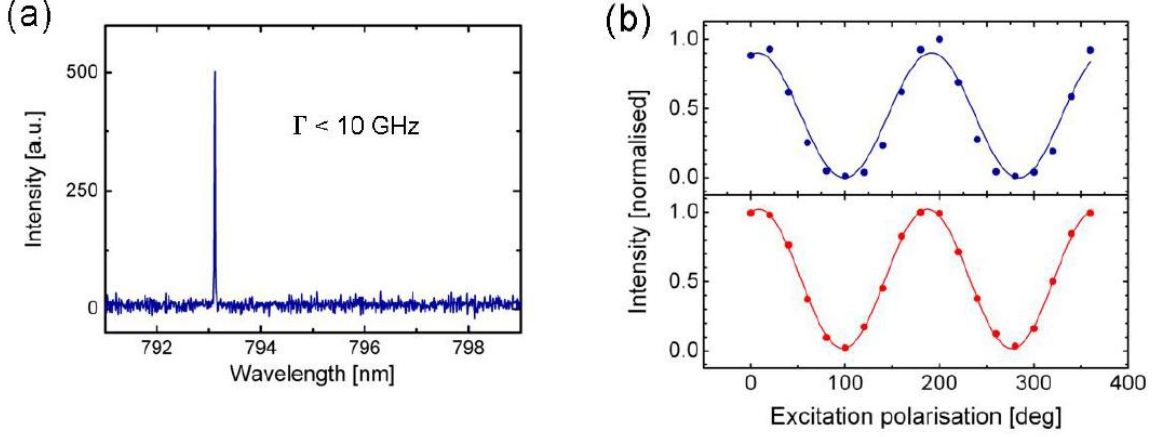 (a)
Intensity [a.u.]
500
250
0
Γ < 10 GHz
792
794
796
798
Wavelength [nm]
(b)
Intensity [normalised]
1.0
0.5
0.0
1.0
0.5
0.0
0
100
200
300
400
Excitation polarisation [deg]